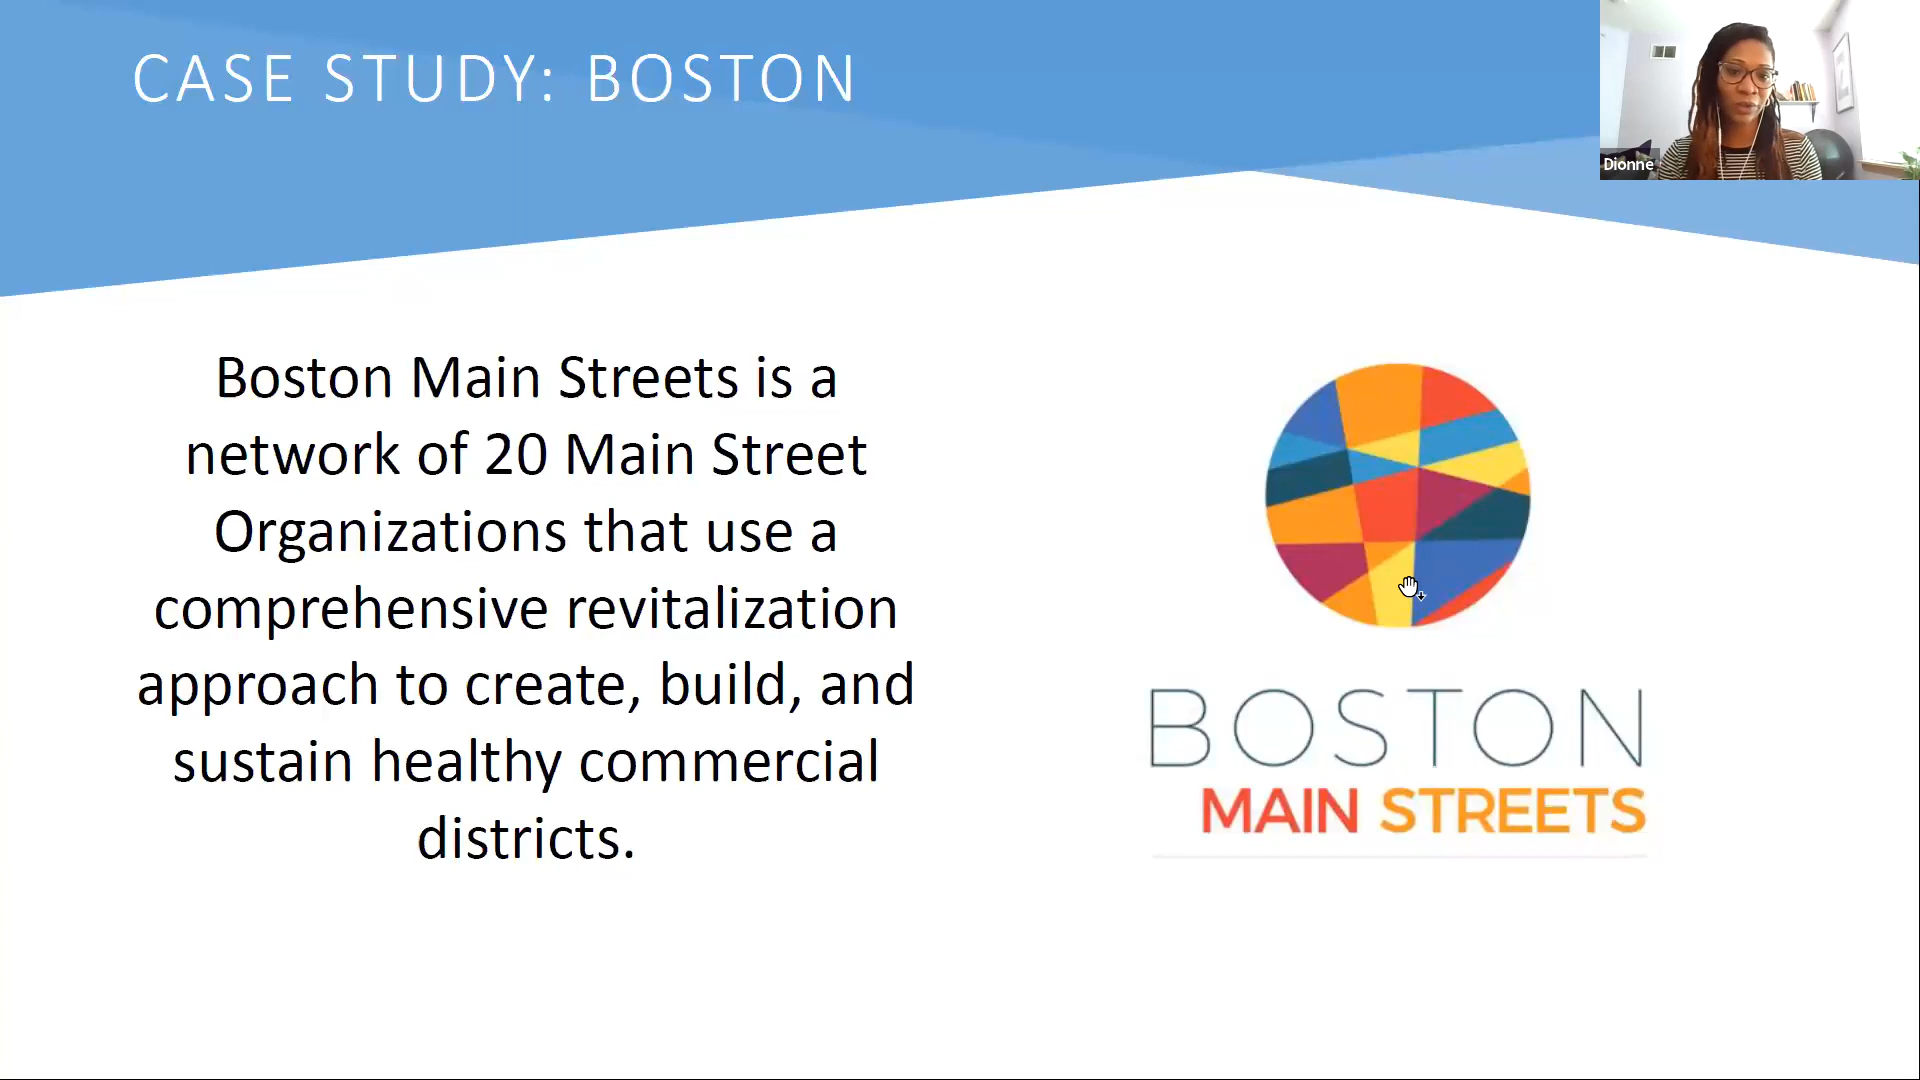 CASE STUDY: BOSTON
Dionne
Boston Main Streets is a
network of 20 Main Street
Organizations that use a
comprehensive revitalization
approach to create, build, and
sustain healthy commercial
districts.
BOSTON
MAIN STREETS